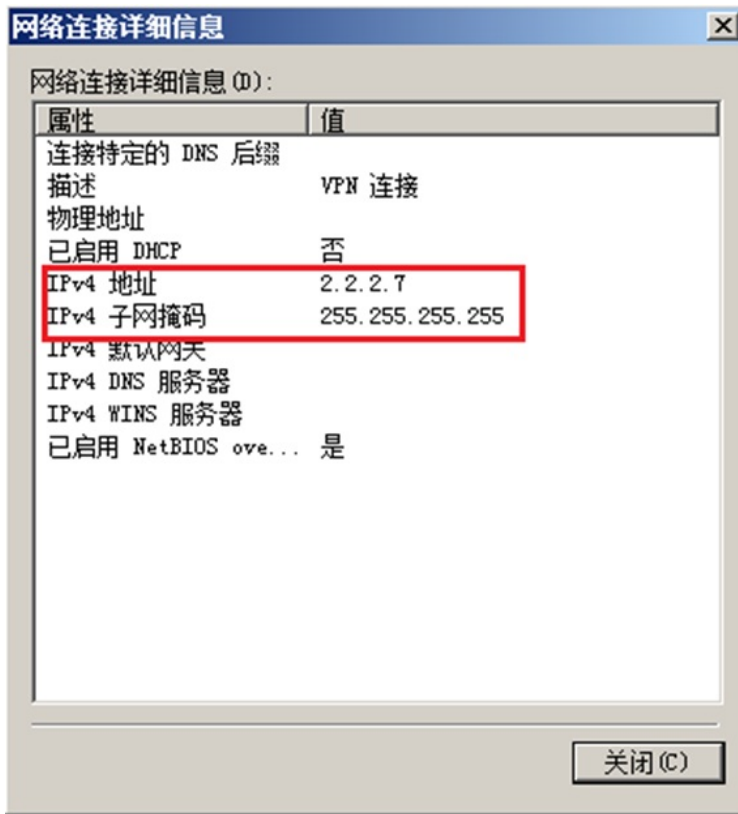 网络连接详细信息
网络连接详细信息(D):
属性 值
连接特定的 DNS 后缀
描述 VPN 连接
物理地址
已启用 DHCP 否
IPv4 地址 2.2.2.7
IPv4 子网掩码 255.255.255.255
IPv4 默认网关
IPv4 DNS 服务器
IPv4 WINS 服务器
已启用 NetBIOS ove... 是
关闭(C)